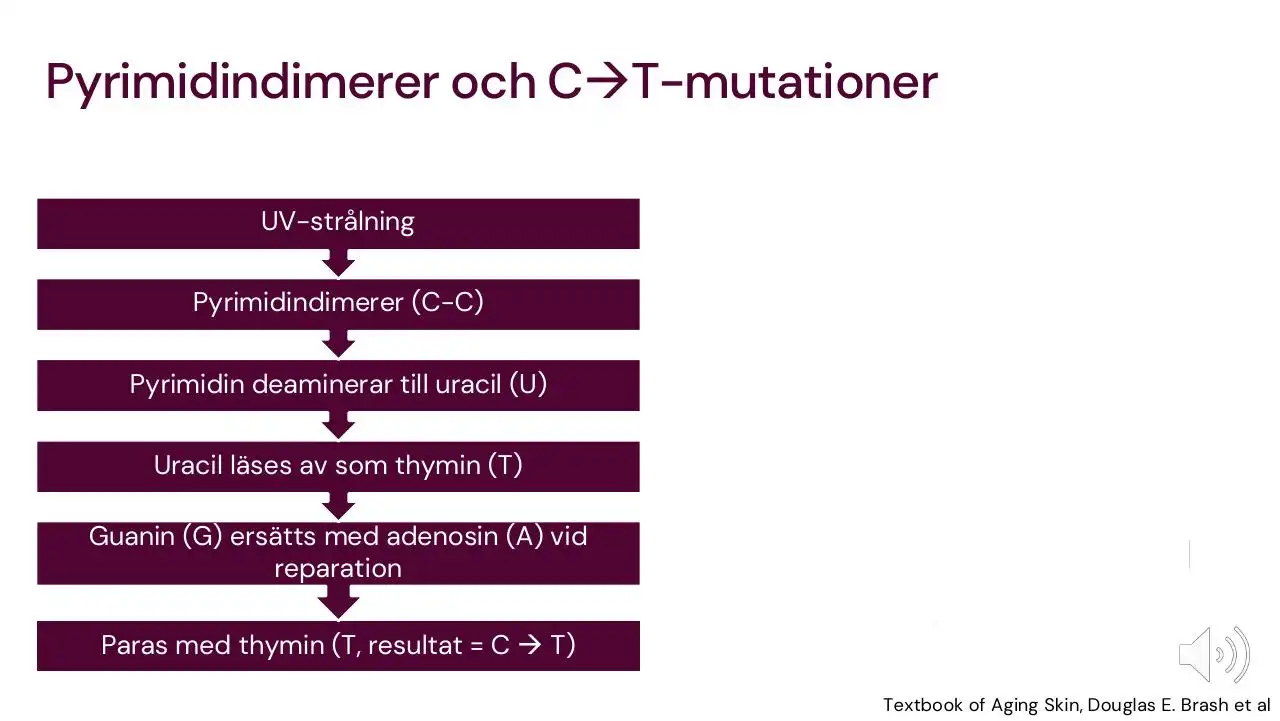 Pyrimidindimerer och C→T-mutationer
UV-strålning
Pyrimidindimerer (C-C)
Pyrimidin deaminerar till uracil (U)
Uracil läses av som thymin (T)
Guanin (G) ersätts med adenosin (A) vid
reparation
Paras med thymin (T, resultat = C → T)
Textbook of Aging Skin, Douglas E. Brash et al